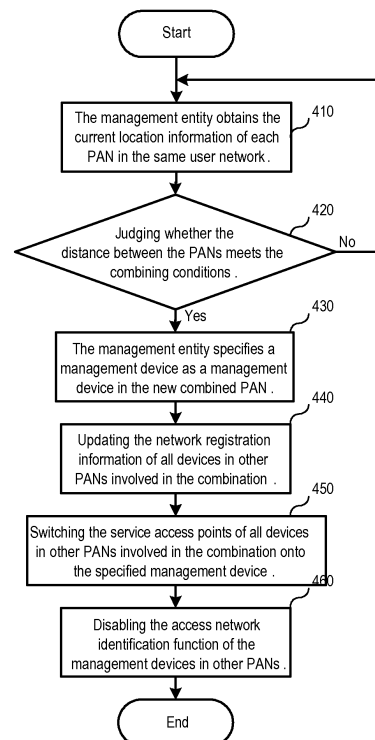 Start
The management entity obtains the
current location information of each
PAN in the same user network .
410
Judging whether the
distance between the PANs meets the
combining conditions .
420
No
Yes
430
The management entity specifies a
management device as a management
device in the new combined PAN .
440
Updating the network registration
information of all devices in other
PANs involved in the combination .
450
Switching the service access points of all devices
in other PANs involved in the combination onto
the specified management device .
460
Disabling the access network
identification function of the
management devices in other PANs .
End